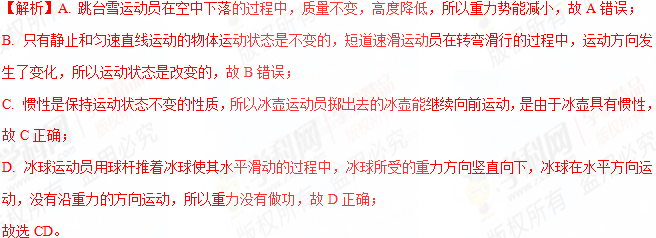 【解析】A. 跳台雪运动员在空中下落的过程中，质量不变，高度降低，所以重力势能减小，故 A 错误；
B. 只有静止和匀速直线运动的物体运动状态是不变的，短道速滑运动员在转弯滑行的过程中，运动方向发
生了变化，所以运动状态是改变的，故 B 错误；
C. 惯性是保持运动状态不变的性质，所以冰壶运动员掷出去的冰壶能继续向前运动，是由于冰壶具有惯性，
故 C 正确；
D. 冰球运动员用球杆推着冰球使其水平滑动的过程中，冰球所受的重力方向竖直向下，冰球在水平方向运
动，没有沿重力的方向运动，所以重力没有做功，故 D 正确；
故选 CD。